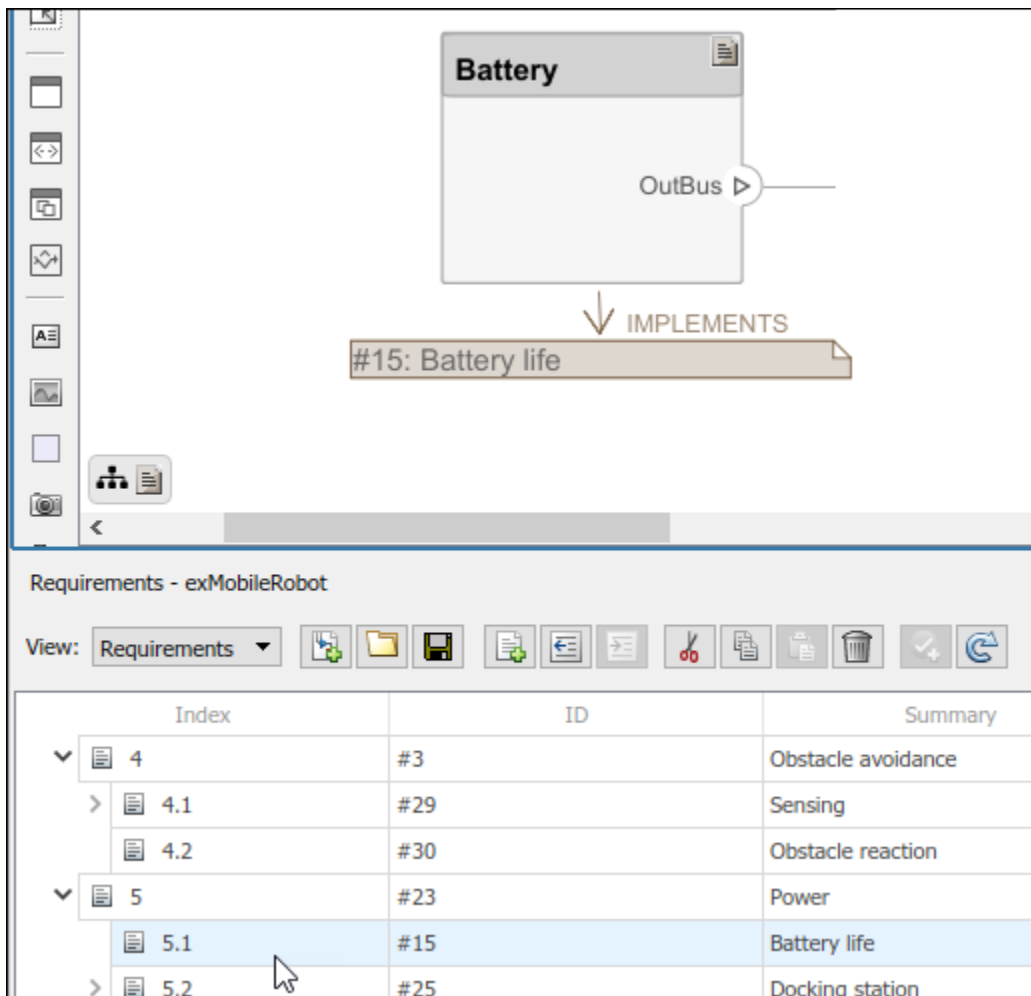 Battery
OutBus
IMPLEMENTS
#15: Battery life
Requirements - exMobileRobot
View: Requirements
Index ID Summary
4 #3 Obstacle avoidance
4.1 #29 Sensing
4.2 #30 Obstacle reaction
5 #23 Power
5.1 #15 Battery life
5.2 #25 Docking station